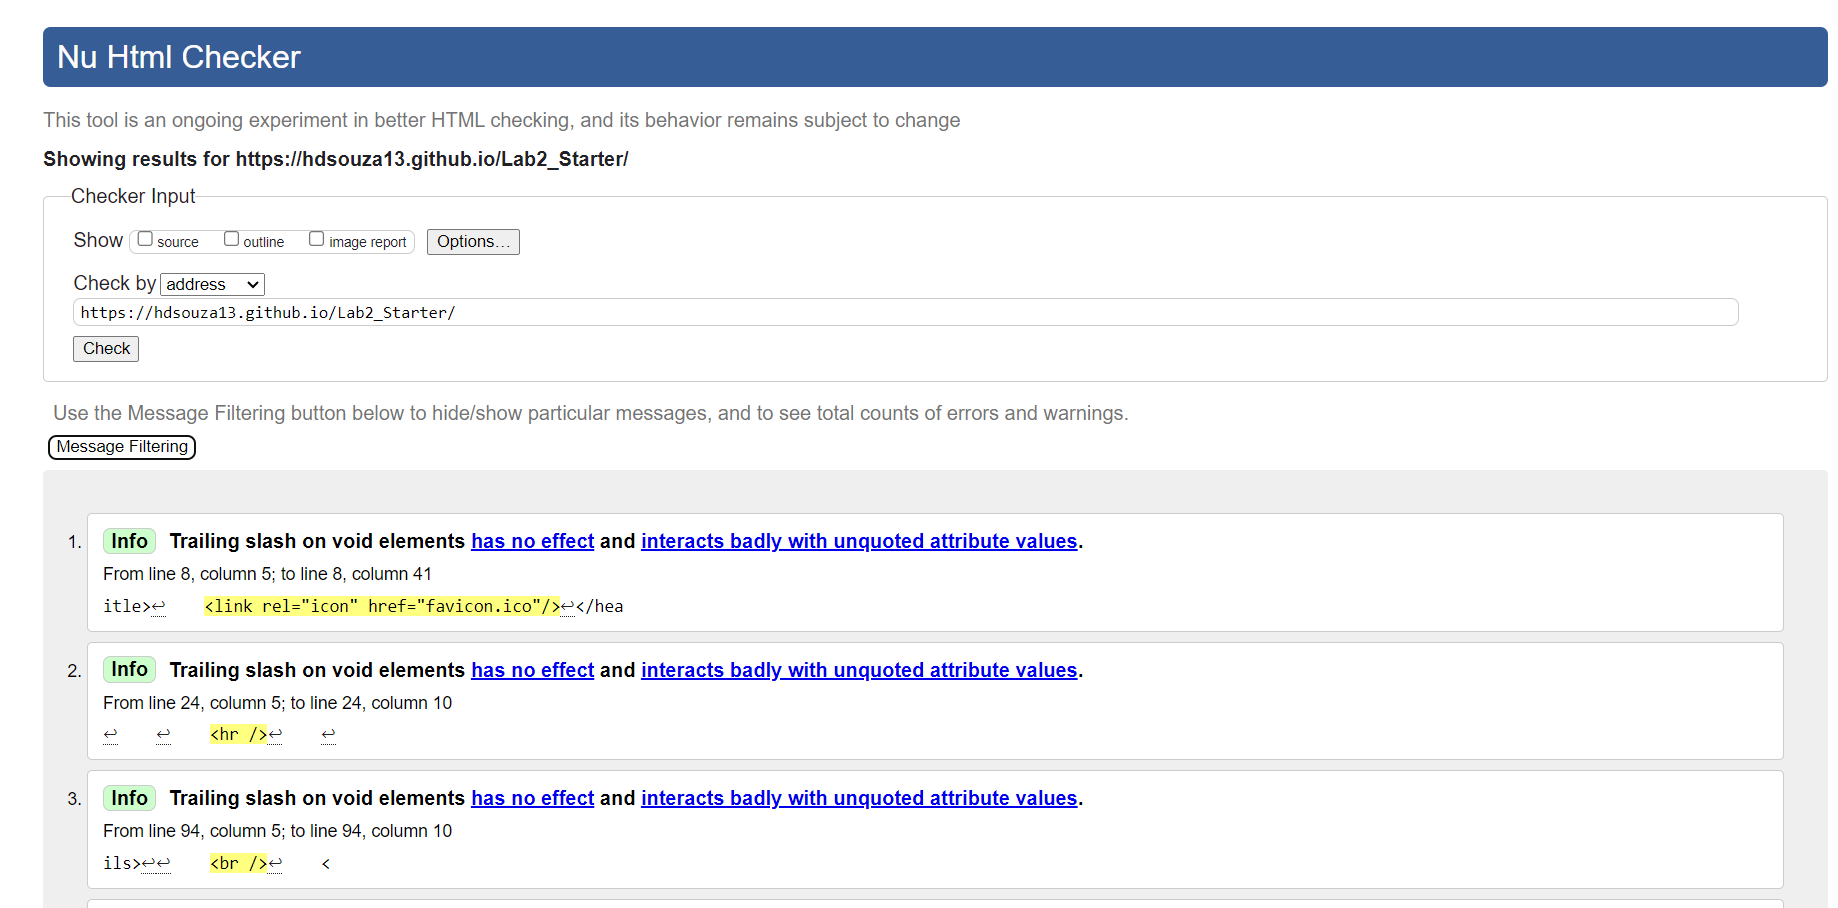 Nu Html Checker
This tool is an ongoing experiment in better HTML checking, and its behavior remains subject to change
Showing results for https://hdsouza13.github.io/Lab2_Starter/
Checker Input
Show source outline image report Options…
Check by address
https://hdsouza13.github.io/Lab2_Starter/
Check
Use the Message Filtering button below to hide/show particular messages, and to see total counts of errors and warnings.
Message Filtering
1. Info Trailing slash on void elements has no effect and interacts badly with unquoted attribute values.
From line 8, column 5; to line 8, column 41
itle>↩ <link rel="icon" href="favicon.ico"/>↩</hea
2. Info Trailing slash on void elements has no effect and interacts badly with unquoted attribute values.
From line 24, column 5; to line 24, column 10
↩ ↩ <hr />↩ ↩
3. Info Trailing slash on void elements has no effect and interacts badly with unquoted attribute values.
From line 94, column 5; to line 94, column 10
ils>↩↩ <br />↩ <